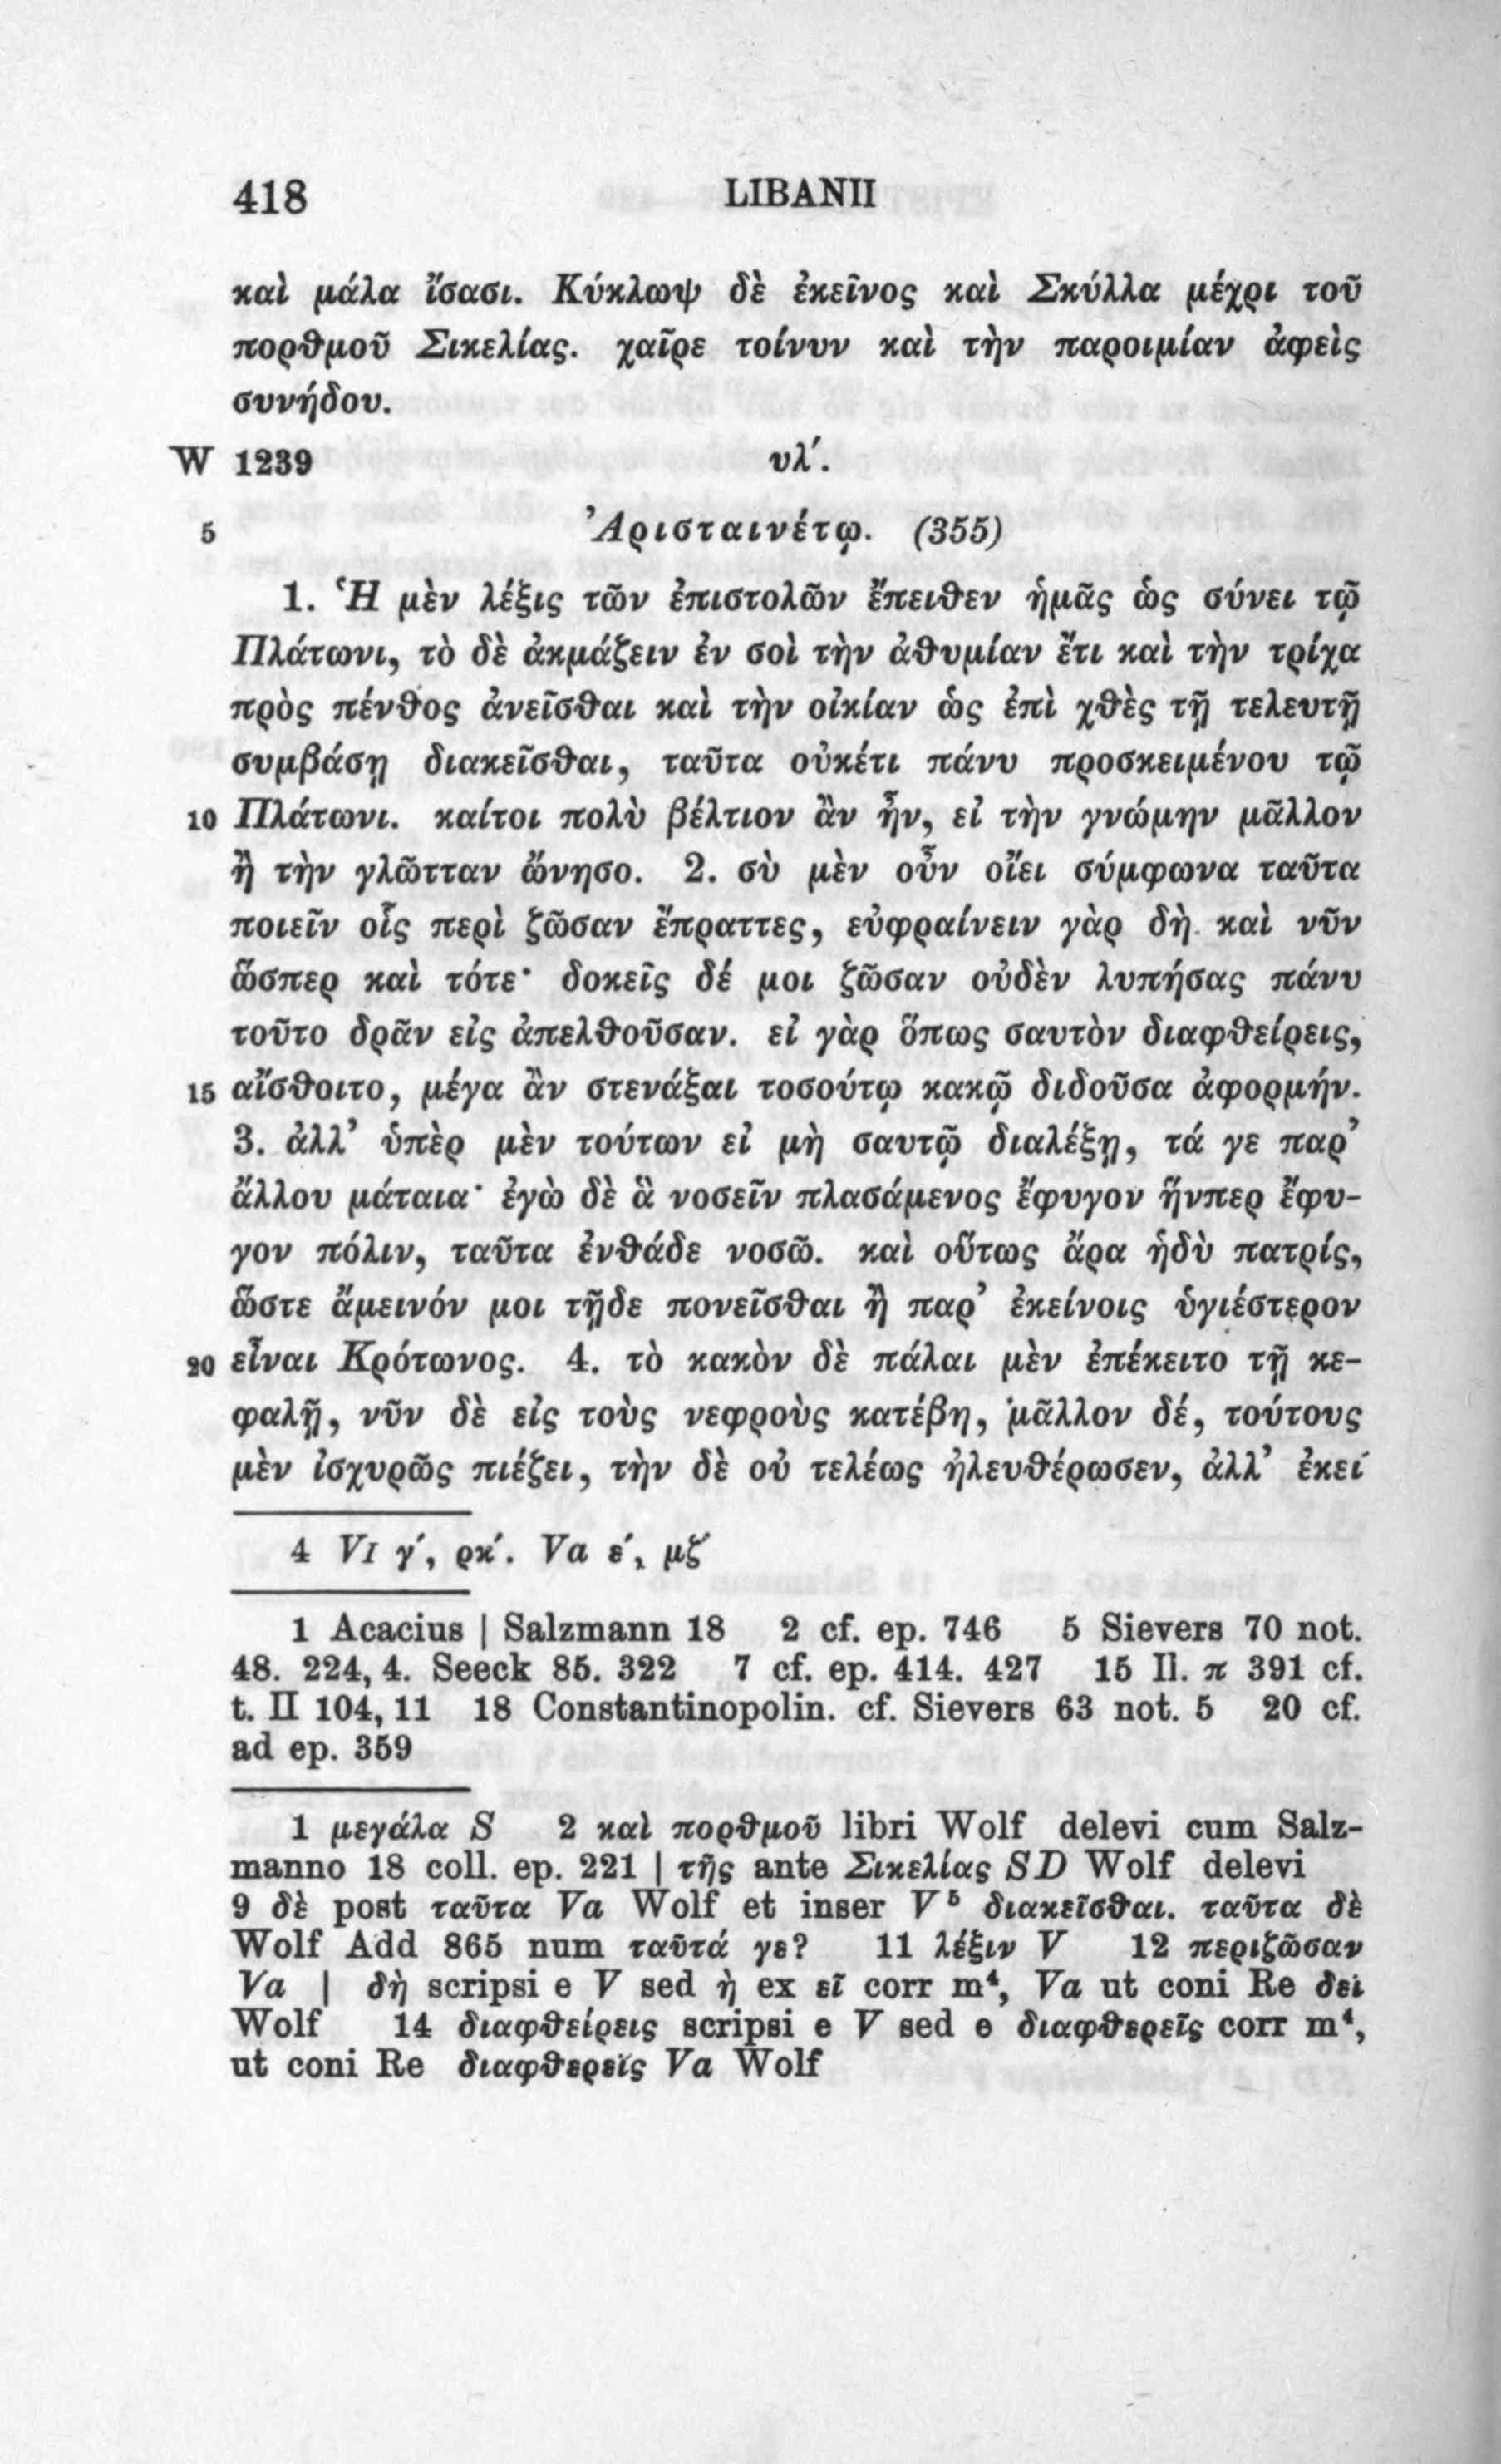 418 LIBANII
καὶ μάλα ἴσασι. Κύκλωψ δὲ ἐκεῖνος καὶ Σκύλλα μέχρι τοῦ
πορθμοῦ Σικελίας. χαῖρε τοίνυν καὶ τὴν παροιμίαν ἀφεὶς
συνήδου.
W 1239 υλ´.
5 Ἀρισταινέτῳ. (355)
1. Ἡ μὲν λέξις τῶν ἐπιστολῶν ἔπειθεν ἡμᾶς ὡς σύνει τῷ
Πλάτωνι, τὸ δὲ ἀκμάζειν ἐν σοὶ τὴν ἀθυμίαν ἔτι καὶ τὴν τρίχα
πρὸς πένθος ἀνεῖσθαι καὶ τὴν οἰκίαν ὡς ἐπὶ χθὲς τῇ τελευτῇ
συμβάσῃ διακεῖσθαι, ταῦτα οὐκέτι πάνυ προσκειμένου τῷ
10 Πλάτωνι. καίτοι πολὺ βέλτιον ἂν ἦν, εἰ τὴν γνώμην μᾶλλον
ἢ τὴν γλῶτταν ὤνησο. 2. σὺ μὲν οὖν οἴει σύμφωνα ταῦτα
ποιεῖν οἷς περὶ ζῶσαν ἔπραττες, εὐφραίνειν γὰρ δὴ καὶ νῦν
ὥσπερ καὶ τότε· δοκεῖς δέ μοι ζῶσαν οὐδὲν λυπήσας πάνυ
τοῦτο δρᾶν εἰς ἀπελθοῦσαν. εἰ γὰρ ὅπως σαυτὸν διαφθείρεις,
15 αἴσθοιτο, μέγα ἂν στενάξαι τοσούτῳ κακῷ διδοῦσα ἀφορμήν.
3. ἀλλ’ ὑπὲρ μὲν τούτων εἰ μὴ σαυτῷ διαλέξῃ, τά γε παρ’
ἄλλου μάταια· ἐγὼ δὲ ἃ νοσεῖν πλασάμενος ἔφυγον ἥνπερ ἔφυ-
γον πόλιν, ταῦτα ἐνθάδε νοσῶ. καὶ οὕτως ἄρα ἡδὺ πατρίς,
ὥστε ἄμεινόν μοι τῇδε πονεῖσθαι ἢ παρ’ ἐκείνοις ὑγιέστερον
20 εἶναι Κρότωνος. 4. τὸ κακὸν δὲ πάλαι μὲν ἐπέκειτο τῇ κε-
φαλῇ, νῦν δὲ εἰς τοὺς νεφροὺς κατέβη, μᾶλλον δέ, τούτους
μὲν ἰσχυρῶς πιέζει, τὴν δὲ οὐ τελέως ἠλευθέρωσεν, ἀλλ’ ἐκεῖ
4 VI γ´, ρκ´. Va ε´, μζ´
1 Acacius | Salzmann 18 2 cf. ep. 746 5 Sievers 70 not.
48. 224, 4. Seeck 85. 322 7 cf. ep. 414. 427 15 Il. π 391 cf.
t. II 104, 11 18 Constantinopolin. cf. Sievers 63 not. 5 20 cf.
ad ep. 359
1 μεγάλα S 2 καὶ πορθμοῦ libri Wolf delevi cum Salz-
manno 18 coll. ep. 221 | τῆς ante Σικελίας S D Wolf delevi
9 δὲ post ταῦτα Va Wolf et inser V⁵ διακεῖσθαι. ταῦτα δὲ
Wolf Add 865 num ταῦτά γε? 11 λέξιν V 12 περιζῶσαν
Va | δὴ scripsi e V sed ὴ ex εῖ corr m⁴, Va ut coni Re δεὶ
Wolf 14 διαφθείρεις scripsi e V sed e διαφθερεῖς corr m⁴,
ut coni Re διαφθερεῖς Va Wolf